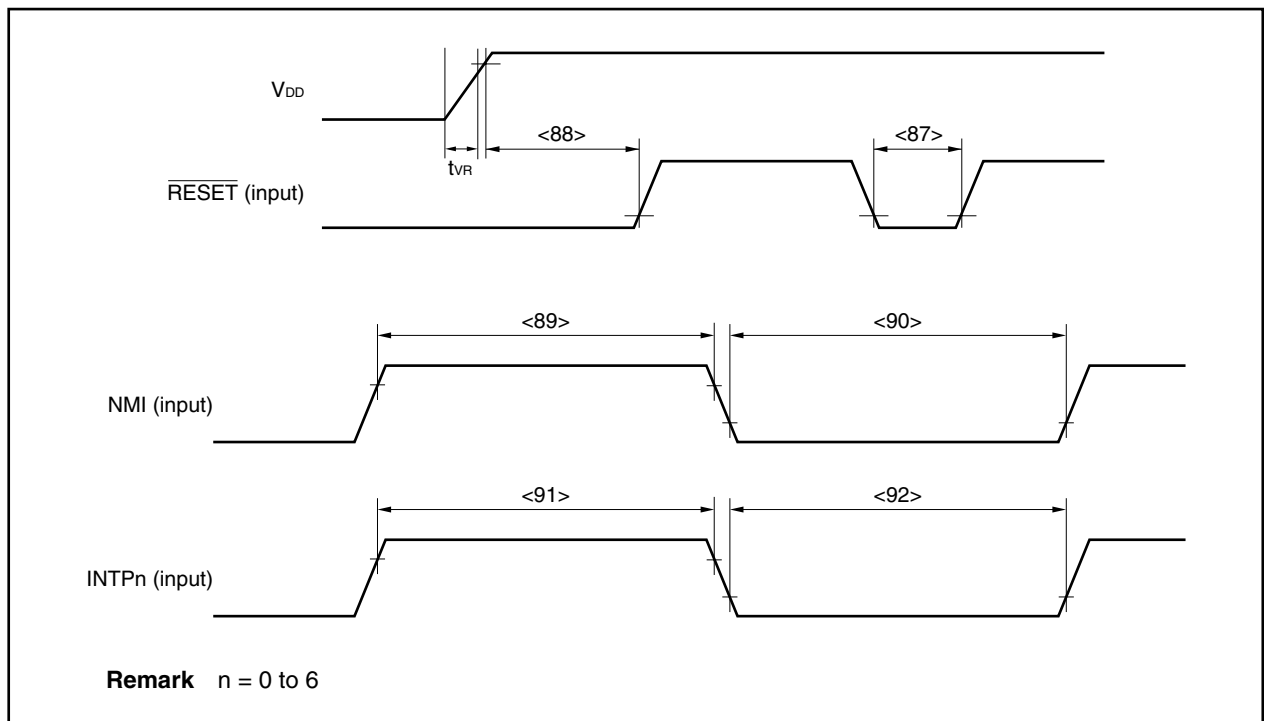 VDD
<88>
<87>
tVR
RESET (input)
<89>
<90>
NMI (input)
<91>
<92>
INTPn (input)
Remark n = 0 to 6